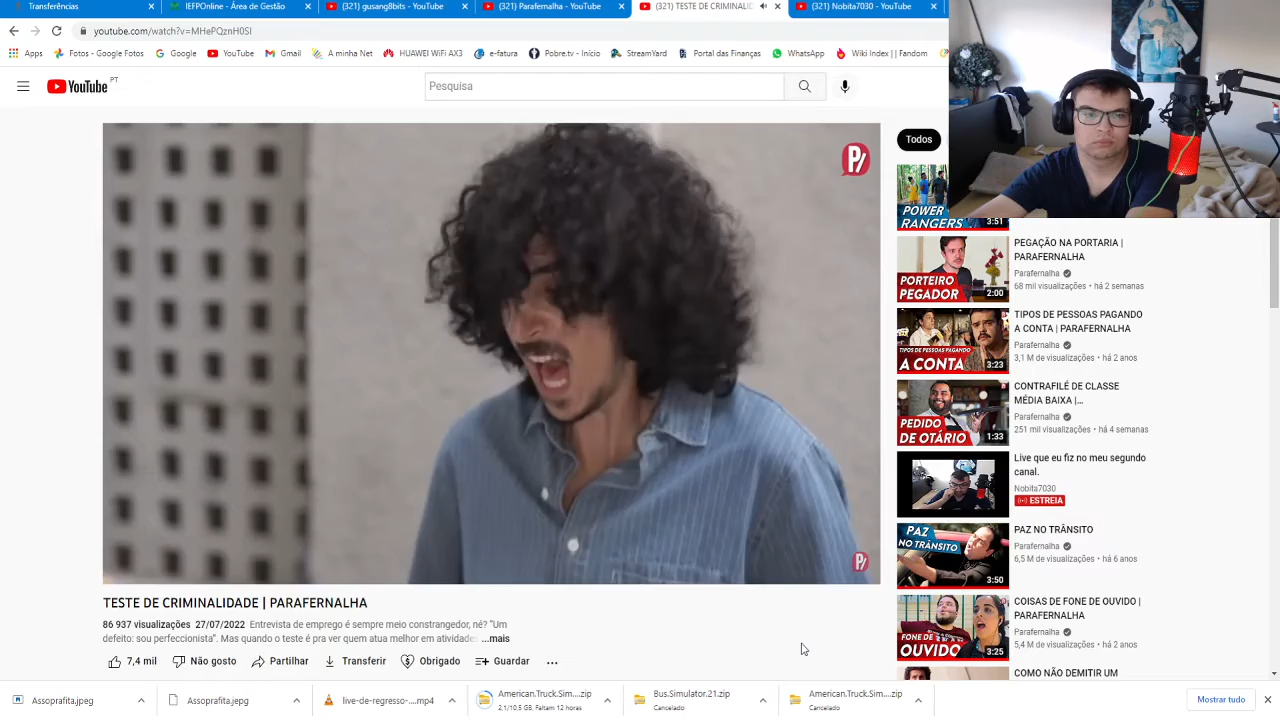 Transferências
IEFPOnline - Área de Gestão
(321) gusang8bits - YouTube
(321) Parafernalha - YouTube
(321) TESTE DE CRIMINALID
(321) Nobita7030 - YouTube
youtube.com/watch?v=MHePQznH0SI
Apps
Fotos - Google Fotos
Google
YouTube
Gmail
A minha Net
HUAWEI WiFi AX3
e-fatura
Pobre.tv - Início
StreamYard
Portal das Finanças
WhatsApp
Wiki Index | | Fandom
YouTube PT
Pesquisa
P/
Todos
POWER
RANGERS
3:51
PORTEIRO
PEGADOR
2:00
PEGAÇÃO NA PORTARIA |
PARAFERNALHA
Parafernalha
68 mil visualizações • há 2 semanas
TIPOS DE PESSOAS PAGANDO
A CONTA
3:23
TIPOS DE PESSOAS PAGANDO
A CONTA | PARAFERNALHA
Parafernalha
3,1 M de visualizações • há 2 anos
PEDIDO
DE OTÁRIO
1:33
CONTRAFILÉ DE CLASSE
MÉDIA BAIXA |...
Parafernalha
251 mil visualizações • há 4 semanas
Live que eu fiz no meu segundo
canal.
Nobita7030
ESTREIA
PAZ
NO TRÂNSITO
3:50
PAZ NO TRÂNSITO
Parafernalha
6,5 M de visualizações • há 6 anos
FONE DE
OUVIDO
3:25
COISAS DE FONE DE OUVIDO |
PARAFERNALHA
Parafernalha
5,4 M de visualizações • há 2 anos
COMO NÃO DEMITIR UM
P/
TESTE DE CRIMINALIDADE | PARAFERNALHA
86 937 visualizações 27/07/2022 Entrevista de emprego é sempre meio constrangedor, né? "Um
defeito: sou perfeccionista". Mas quando o teste é pra ver quem atua melhor em atividades ...mais
7,4 mil
Não gosto
Partilhar
Transferir
Obrigado
Guardar
Assoprafita.jpeg
Assoprafita.jpeg
live-de-regresso-....mp4
American.Truck.Sim....zip
2,1/10,5 GB, Faltam 12 horas
Bus.Simulator.21.zip
Cancelado
American.Truck.Sim....zip
Cancelado
Mostrar tudo